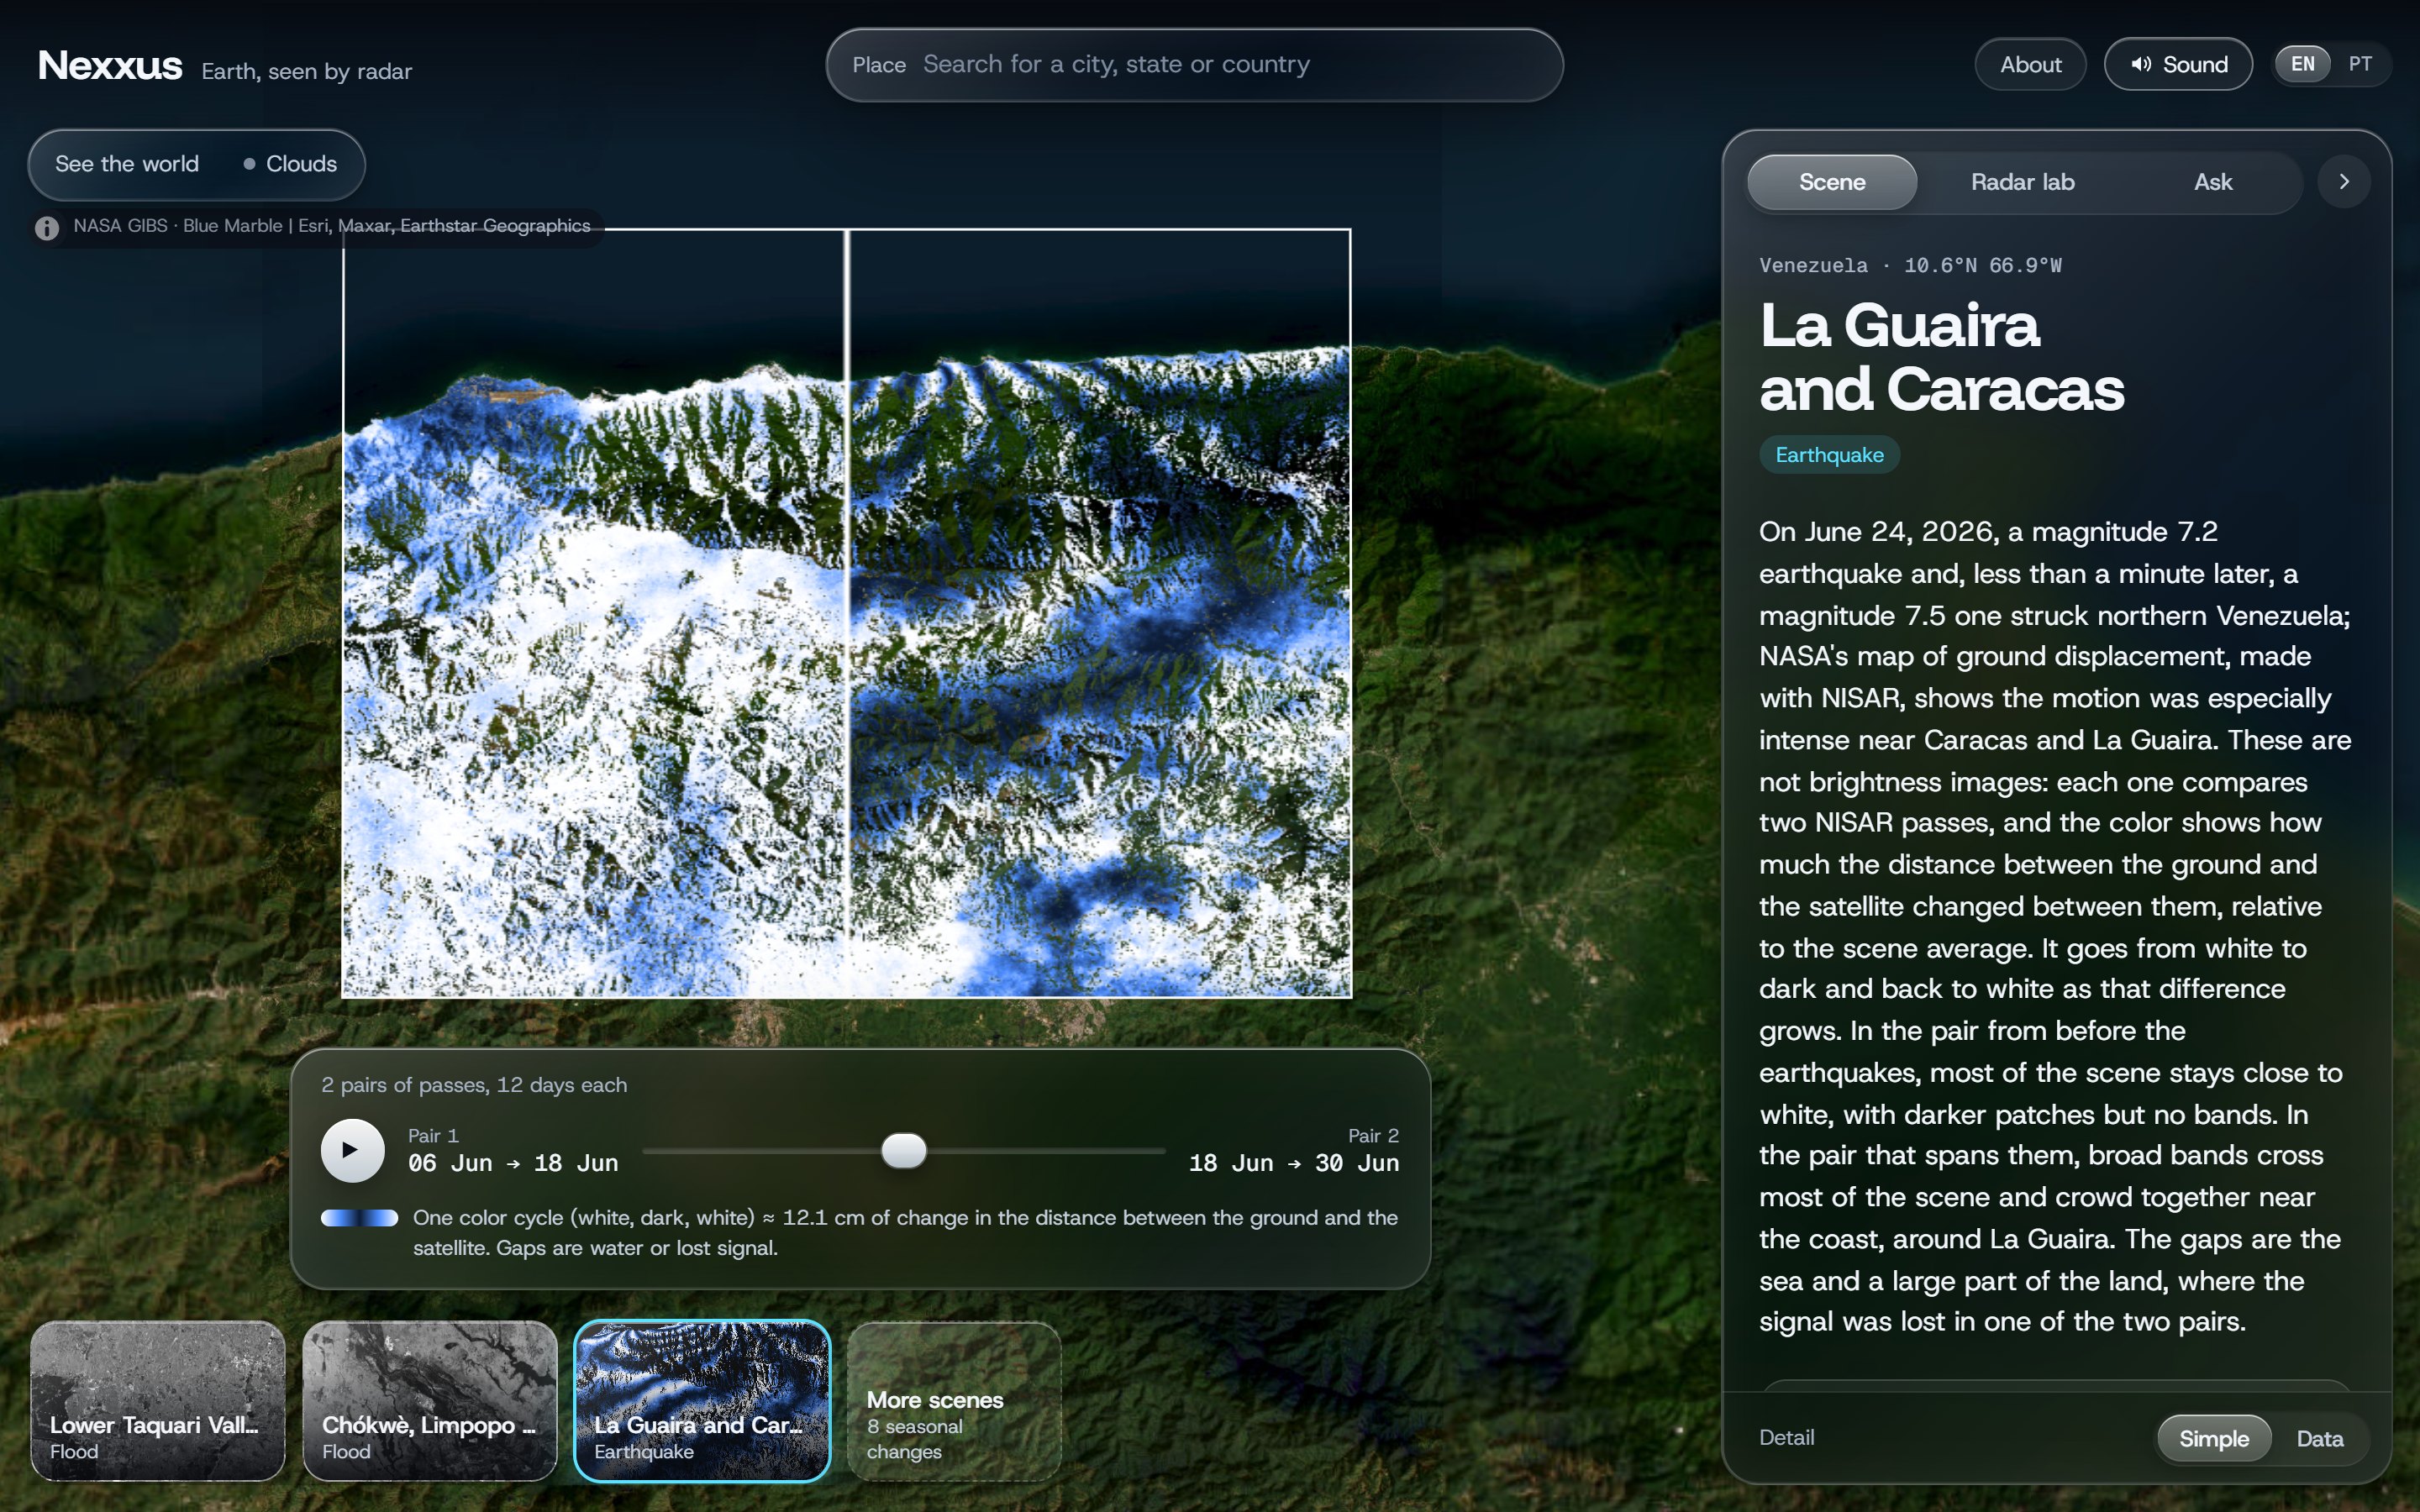 Nexxus Earth, seen by radar
Place Search for a city, state or country
About
Sound
EN PT
See the world Clouds
NASA GIBS · Blue Marble | Esri, Maxar, Earthstar Geographics
Scene Radar lab Ask
Venezuela · 10.6°N 66.9°W
La Guaira
and Caracas
Earthquake
On June 24, 2026, a magnitude 7.2
earthquake and, less than a minute later, a
magnitude 7.5 one struck northern Venezuela;
NASA's map of ground displacement, made
with NISAR, shows the motion was especially
intense near Caracas and La Guaira. These are
not brightness images: each one compares
two NISAR passes, and the color shows how
much the distance between the ground and
the satellite changed between them, relative
to the scene average. It goes from white to
dark and back to white as that difference
grows. In the pair from before the
earthquakes, most of the scene stays close to
white, with darker patches but no bands. In
the pair that spans them, broad bands cross
most of the scene and crowd together near
the coast, around La Guaira. The gaps are the
sea and a large part of the land, where the
signal was lost in one of the two pairs.
Detail Simple Data
2 pairs of passes, 12 days each
Pair 1
06 Jun → 18 Jun
Pair 2
18 Jun → 30 Jun
One color cycle (white, dark, white) ≈ 12.1 cm of change in the distance between the ground and the
satellite. Gaps are water or lost signal.
Lower Taquari Vall...
Flood
Chókwè, Limpopo ...
Flood
La Guaira and Car...
Earthquake
More scenes
8 seasonal
changes